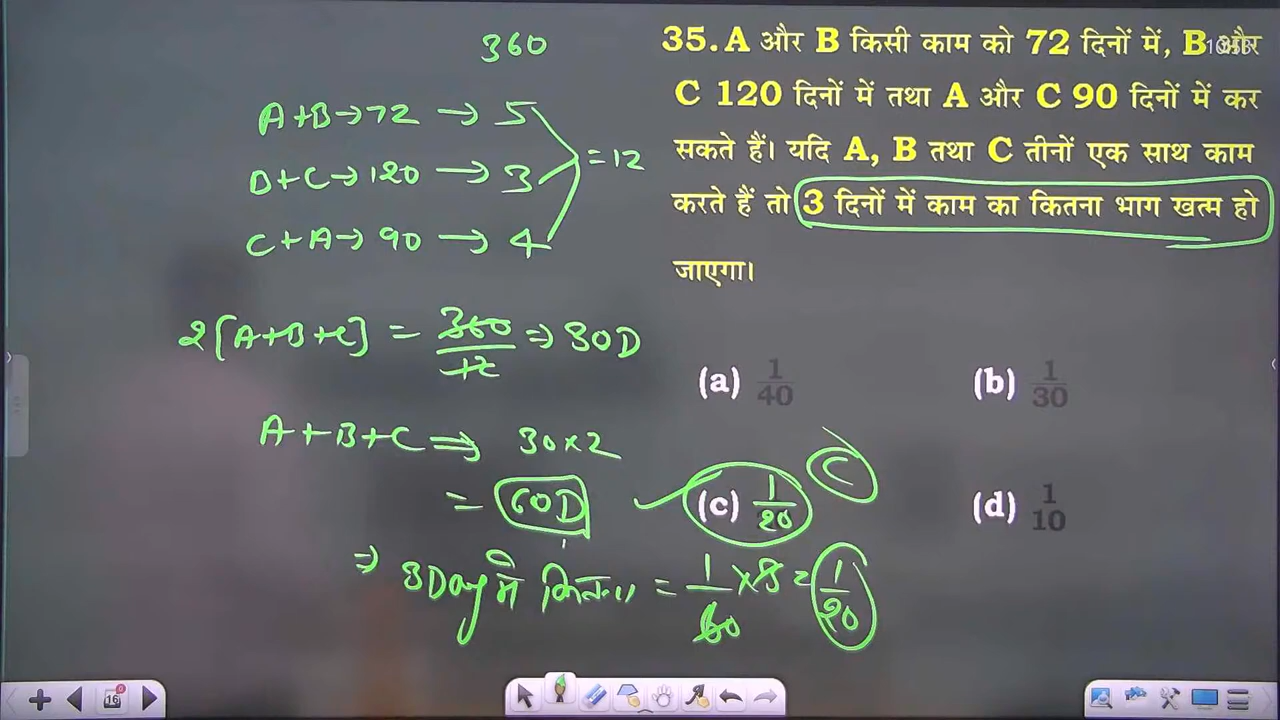 360
A+B→72 → 5
B+C→120 → 3
C+A→90 → 4
=12
2[A+B+C] = 360/12 ⇒ 30D
A+B+C ⇒ 30×2
= 60D
⇒ 3Day में कितना = 1/60 ×3 = 1/20
35. A और B किसी काम को 72 दिनों में, B और
C 120 दिनों में तथा A और C 90 दिनों में कर
सकते हैं। यदि A, B तथा C तीनों एक साथ काम
करते हैं तो 3 दिनों में काम का कितना भाग खत्म हो
जाएगा।
(a) 1/40
(b) 1/30
(c) 1/20
C
(d) 1/10
16